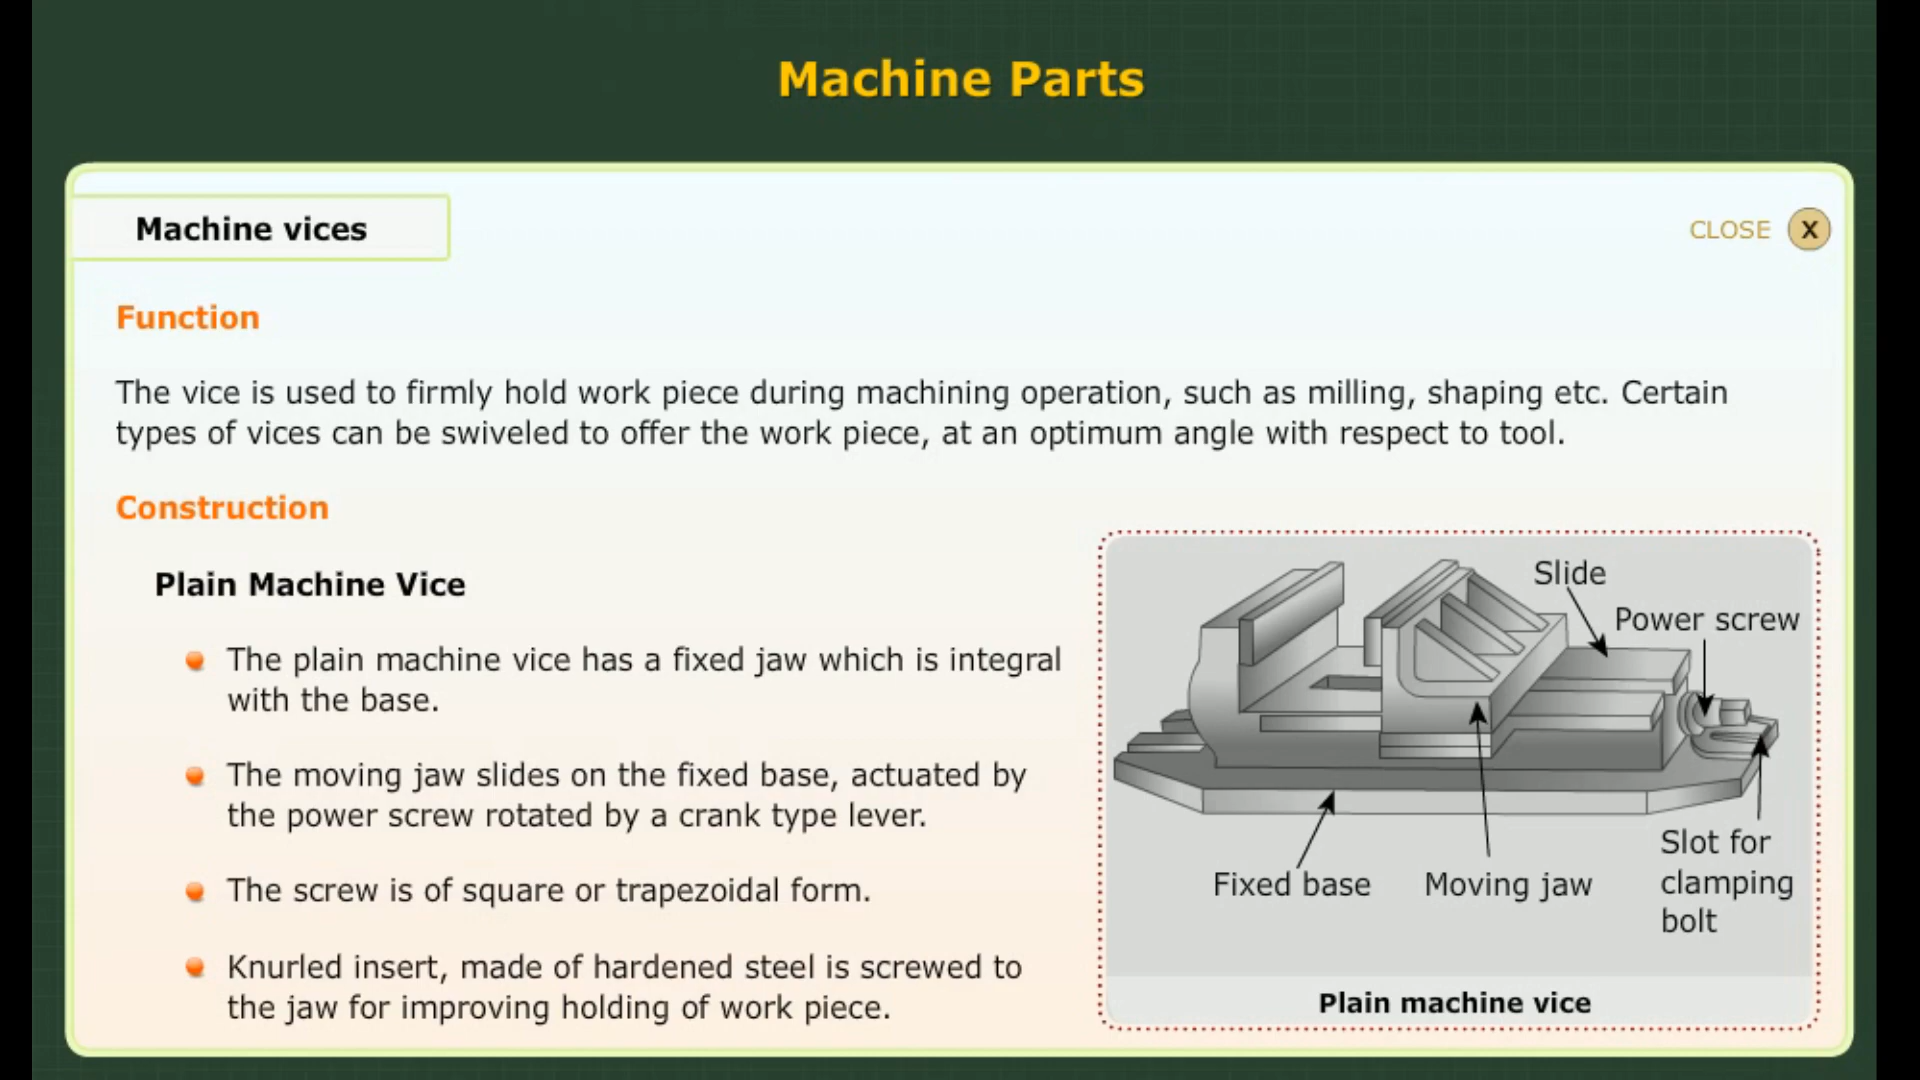 Machine Parts
Machine vices
CLOSE X
Function
The vice is used to firmly hold work piece during machining operation, such as milling, shaping etc. Certain
types of vices can be swiveled to offer the work piece, at an optimum angle with respect to tool.
Construction
Plain Machine Vice
The plain machine vice has a fixed jaw which is integral
with the base.
The moving jaw slides on the fixed base, actuated by
the power screw rotated by a crank type lever.
The screw is of square or trapezoidal form.
Knurled insert, made of hardened steel is screwed to
the jaw for improving holding of work piece.
Slide
Power screw
Fixed base
Moving jaw
Slot for
clamping
bolt
Plain machine vice